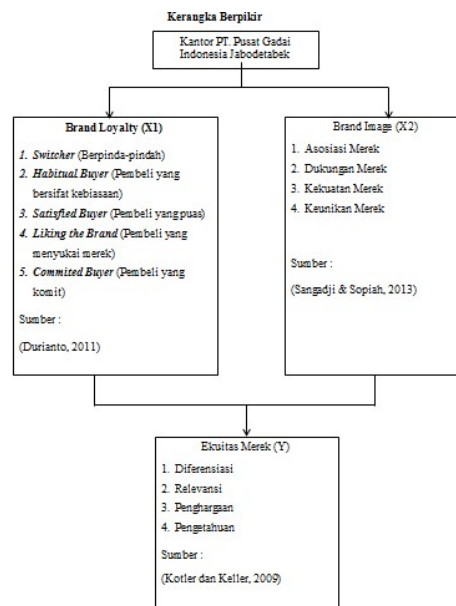 Kerangka Berpikir
Kantor PT. Pusat Gadai
Indonesia Jabodetabek
Brand Loyalty (X1)
1. Switcher (Berpinda-pindah)
2. Habitual Buyer (Pembeli yang
bersifat kebiasaan)
3. Satisfied Buyer (Pembeli yang puas)
4. Liking the Brand (Pembeli yang
menyukai merek)
5. Commited Buyer (Pembeli yang
komit)
Sumber :
(Durianto, 2011)
Brand Image (X2)
1. Asosiasi Merek
2. Dukungan Merek
3. Kekuatan Merek
4. Keunikan Merek
Sumber :
(Sangadji & Sopiah, 2013)
Ekuitas Merek (Y)
1. Diferensiasi
2. Relevansi
3. Penghargaan
4. Pengetahuan
Sumber :
(Kotler dan Keller, 2009)